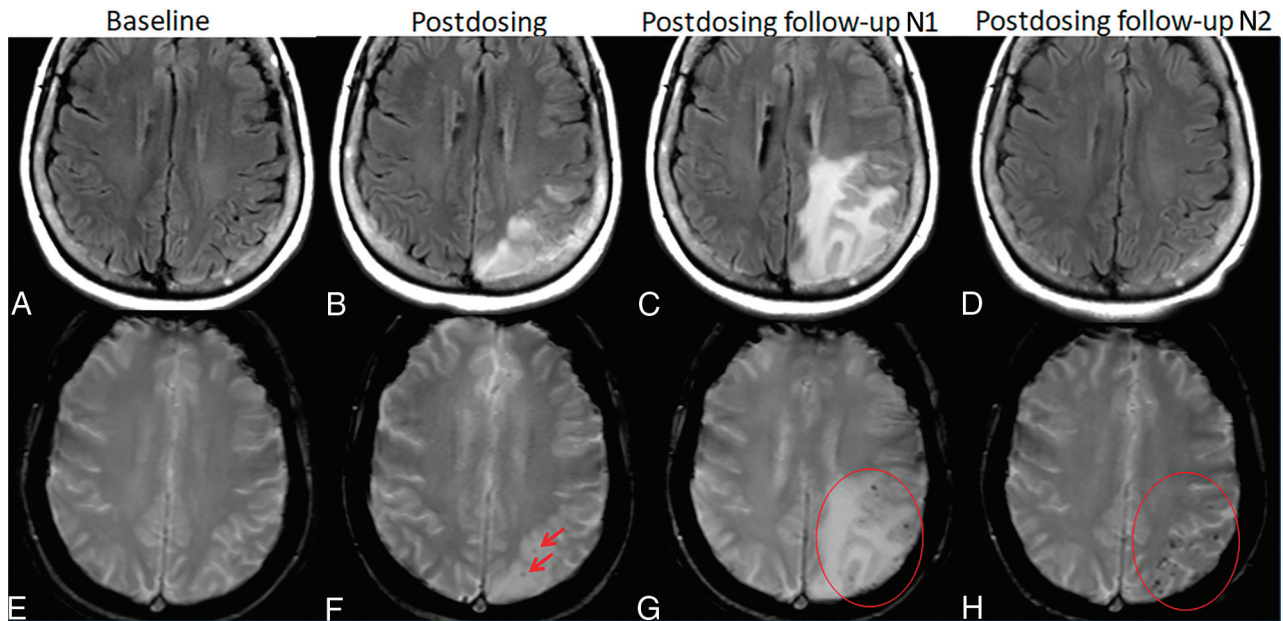 Baseline
Postdosing
Postdosing follow-up N1
Postdosing follow-up N2
A
B
C
D
E
F
G
H